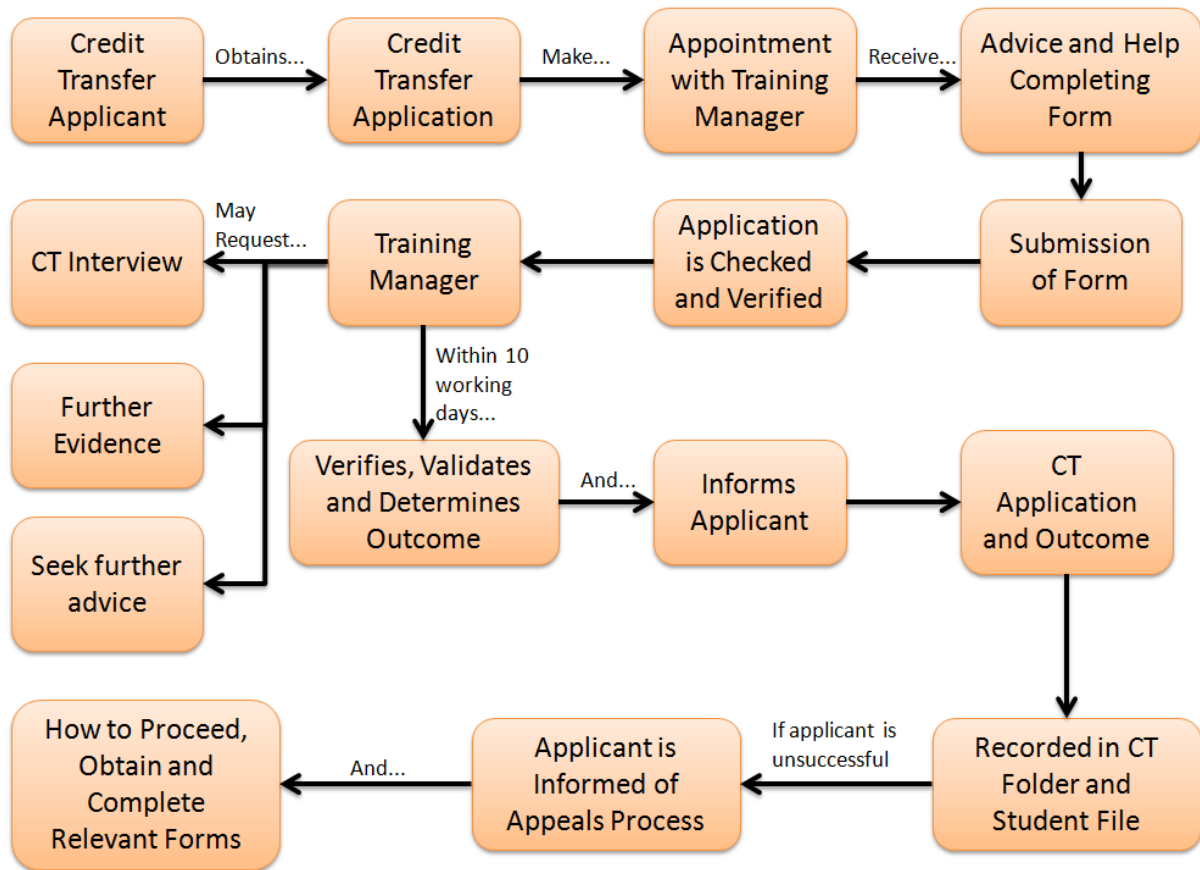 Credit
Transfer
Applicant
Obtains...
Credit
Transfer
Application
Make...
Appointment
with Training
Manager
Receive...
Advice and Help
Completing
Form
Submission
of Form
Application
is Checked
and Verified
Training
Manager
May
Request...
CT Interview
Further
Evidence
Seek further
advice
Within 10
working
days...
Verifies, Validates
and Determines
Outcome
And...
Informs
Applicant
CT
Application
and Outcome
Recorded in CT
Folder and
Student File
If applicant is
unsuccessful
Applicant is
Informed of
Appeals Process
And...
How to Proceed,
Obtain and
Complete
Relevant Forms